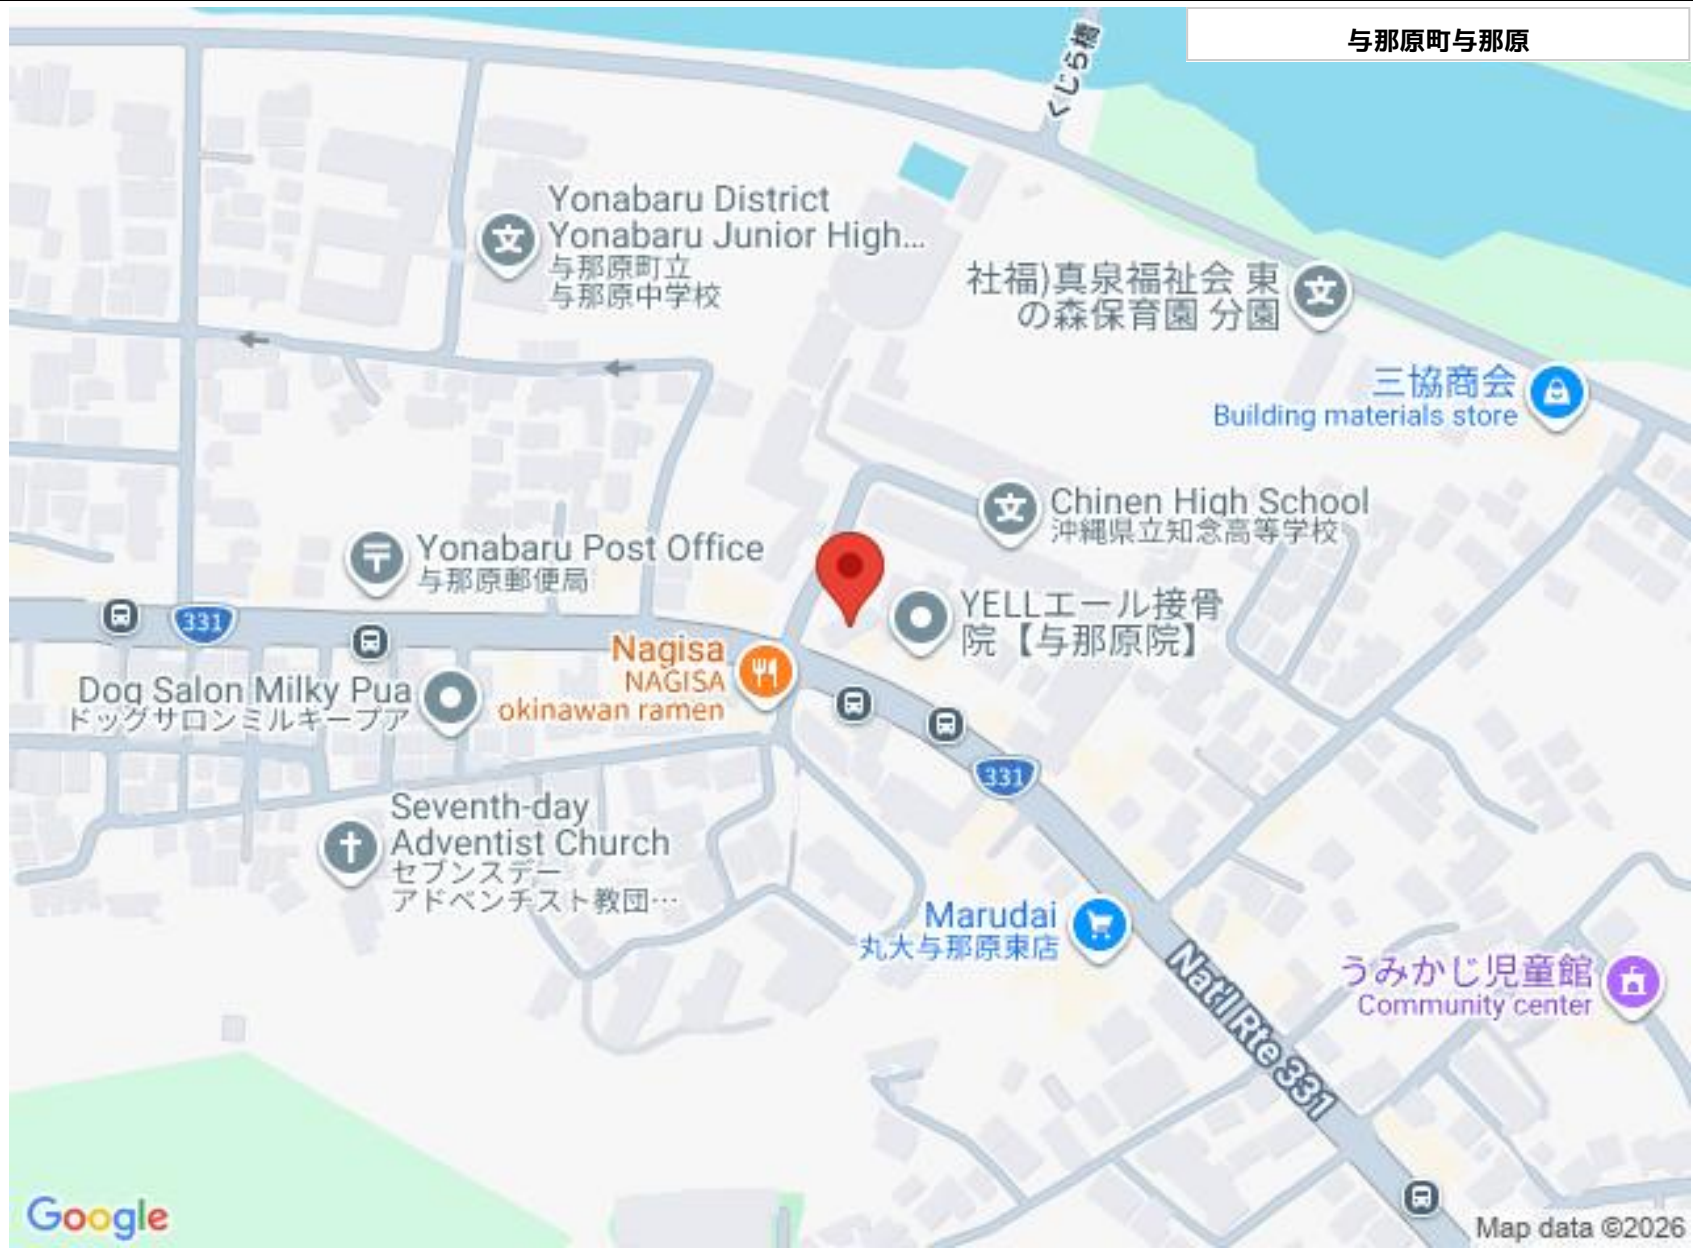 与那原町与那原
くじら橋
Yonabaru District
Yonabaru Junior High...
与那原町立
与那原中学校
社福)真泉福祉会 東
の森保育園 分園
三協商会
Building materials store
Chinen High School
沖縄県立知念高等学校
Yonabaru Post Office
与那原郵便局
YELLエール接骨
院【与那原院】
331
Nagisa
NAGISA
okinawan ramen
Dog Salon Milky Pua
ドッグサロンミルキープア
331
Seventh-day
Adventist Church
セブンスデー
アドベンチスト教団…
Marudai
丸大与那原東店
Nat'l Rte 331
うみかじ児童館
Community center
Google
Map data ©2026